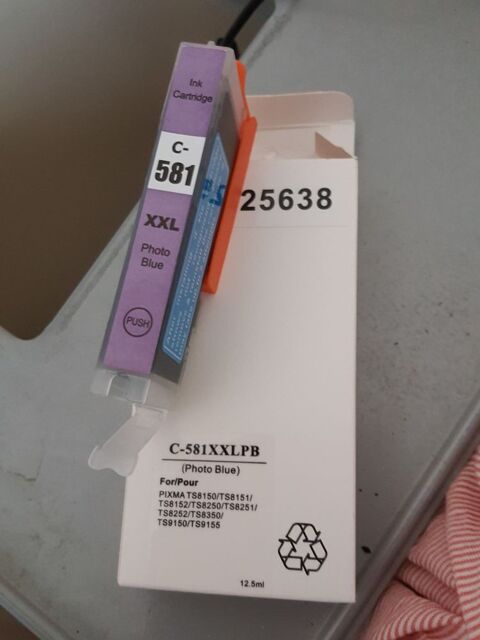 Ink
Cartridge
C-
581
XXL
Photo
Blue
PUSH
25638
C-581XXLPB
(Photo Blue)
For/Pour
PIXMA TS8150/TS8151/
TS8152/TS8250/TS8251/
TS8252/TS8350/
TS9150/TS9155
12.5ml